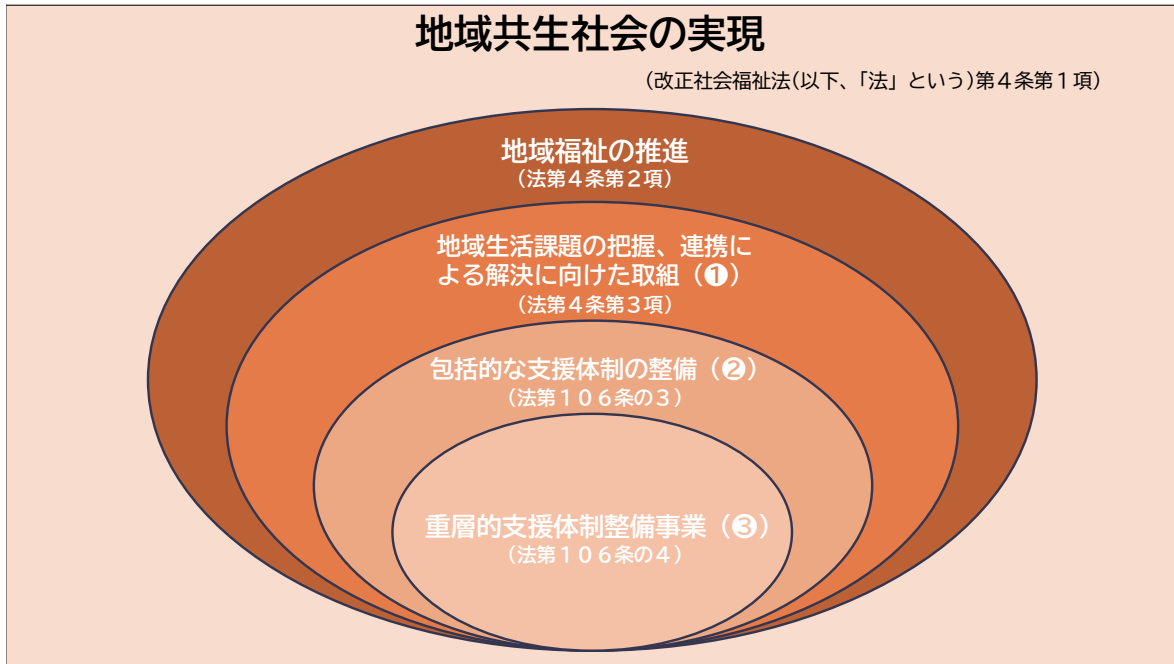 地域共生社会の実現
(改正社会福祉法(以下、「法」という)第４条第１項)
地域福祉の推進
(法第４条第２項)
地域生活課題の把握、連携に
よる解決に向けた取組（❶）
(法第４条第３項)
包括的な支援体制の整備（❷）
(法第１０６条の３)
重層的支援体制整備事業（❸）
(法第１０６条の４)